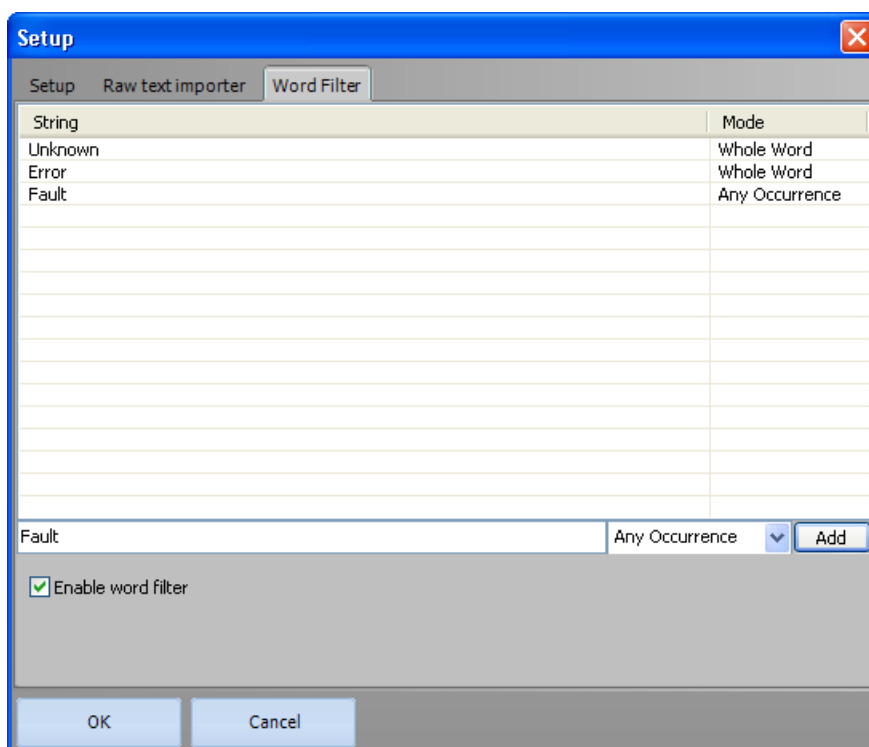 Setup
Setup Raw text importer Word Filter
String Mode
Unknown Whole Word
Error Whole Word
Fault Any Occurrence
Fault Any Occurrence Add
Enable word filter
OK Cancel